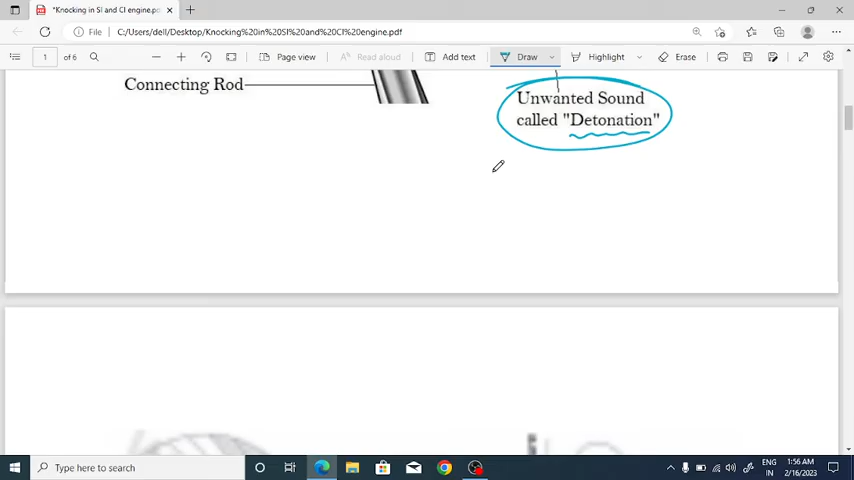 *Knocking in SI and CI engine.pd
File
C:/Users/dell/Desktop/Knocking%20in%20SI%20and%20CI%20engine.pdf
1 of 6
Page view
Read aloud
Add text
Draw
Highlight
Erase
Connecting Rod
Unwanted Sound
called "Detonation"
Type here to search
ENG
IN
1:56 AM
2/16/2023